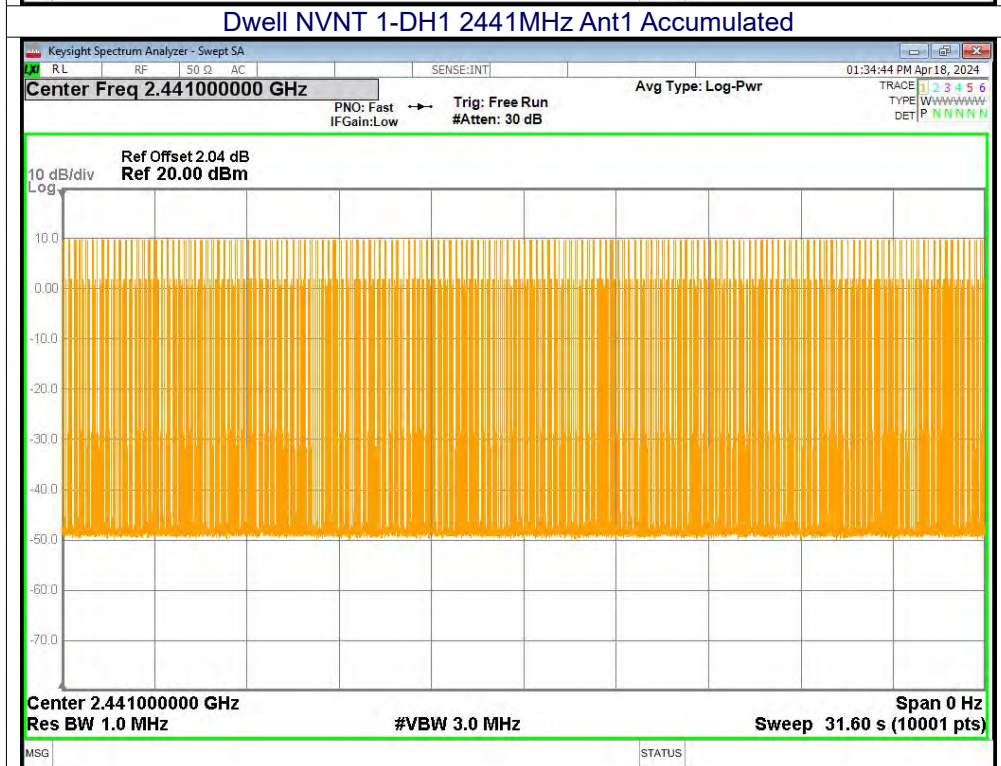 Dwell NVNT 1-DH1 2441MHz Ant1 Accumulated
Keysight Spectrum Analyzer - Swept SA
LXI RL RF 50 Ω AC SENSE:INT 01:34:44 PM Apr 18, 2024
Center Freq 2.441000000 GHz Avg Type: Log-Pwr TRACE 1 2 3 4 5 6
PNO: Fast Trig: Free Run TYPE WWWWWWW
IFGain:Low #Atten: 30 dB DET P N N N N N
Ref Offset 2.04 dB
10 dB/div Ref 20.00 dBm
Log
10.0
0.00
-10.0
-20.0
-30.0
-40.0
-50.0
-60.0
-70.0
Center 2.441000000 GHz Span 0 Hz
Res BW 1.0 MHz #VBW 3.0 MHz Sweep 31.60 s (10001 pts)
MSG STATUS